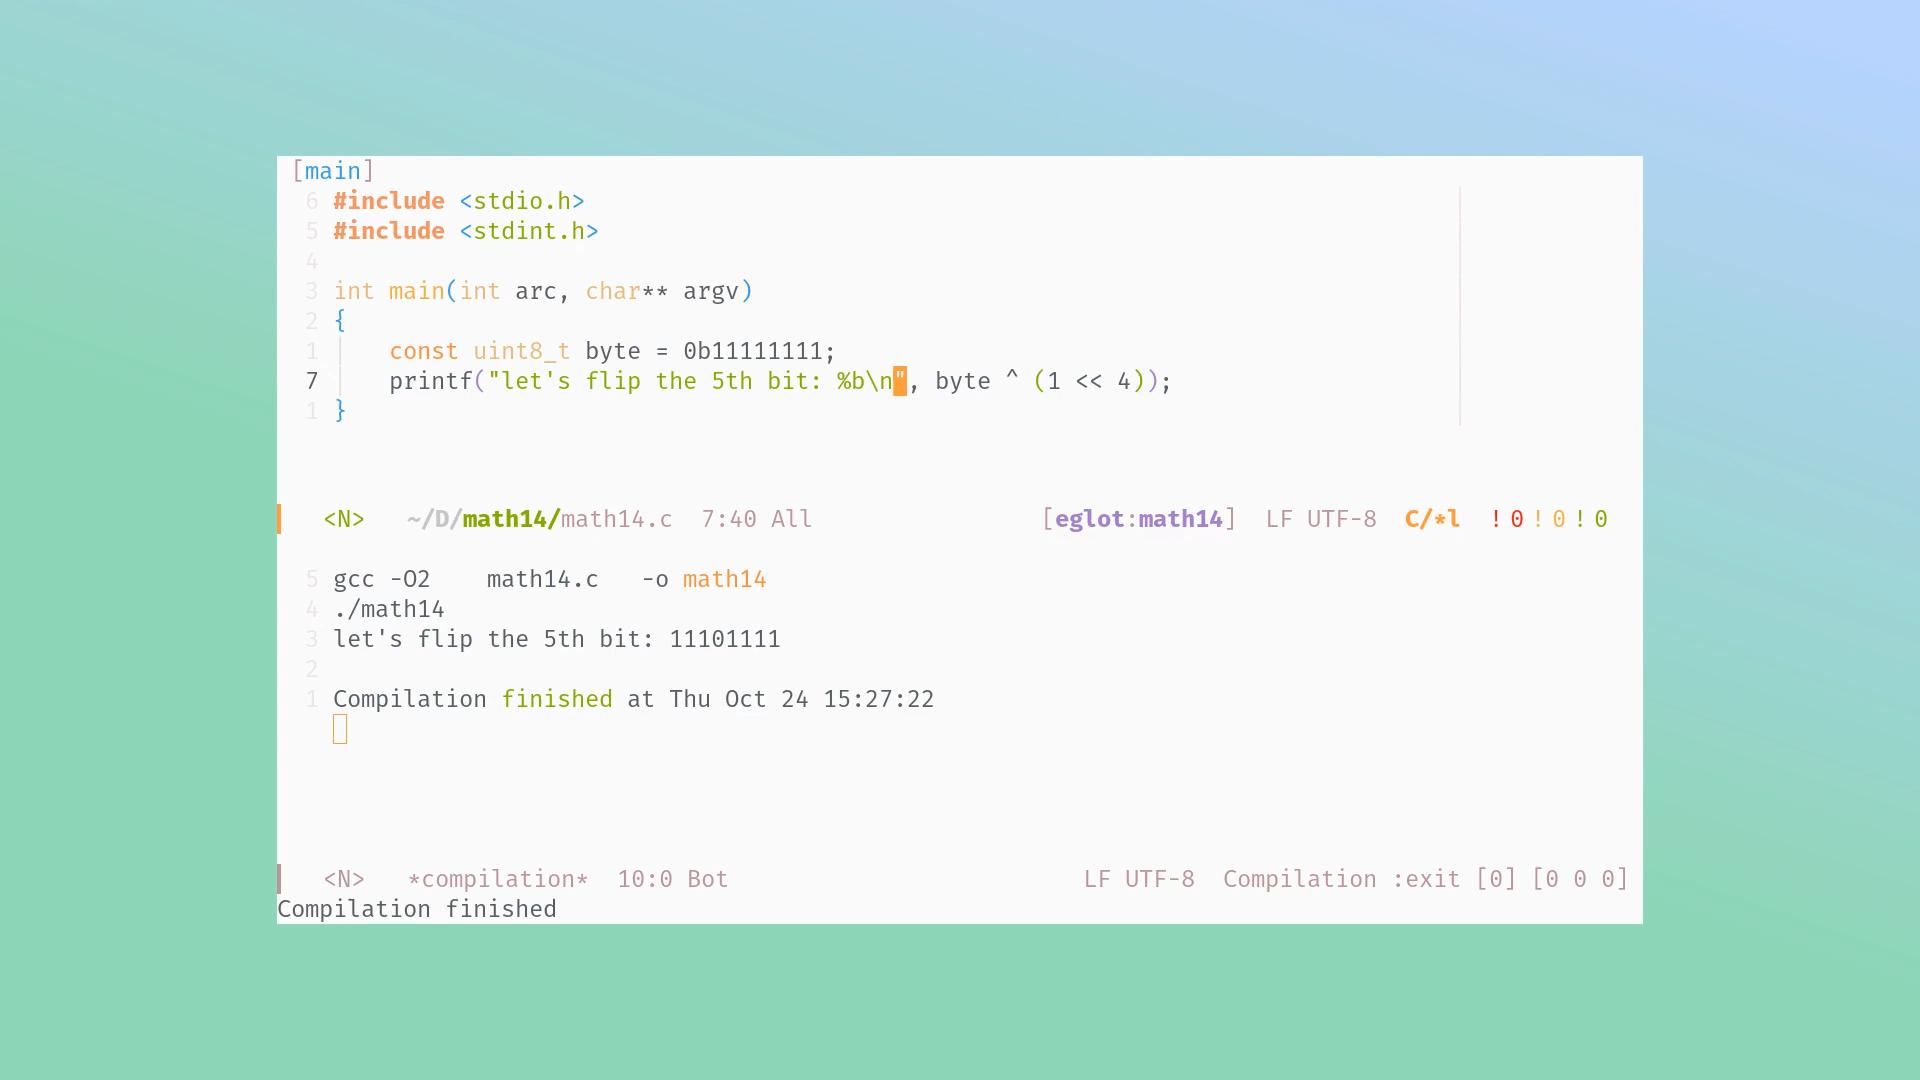 [main]
6 #include <stdio.h>
5 #include <stdint.h>
4
3 int main(int arc, char** argv)
2 {
1     const uint8_t byte = 0b11111111;
7     printf("let's flip the 5th bit: %b\n", byte ^ (1 << 4));
1 }
<N>   ~/D/math14/math14.c  7:40 All   [eglot:math14]  LF UTF-8  C/*l  !0!0!0
5 gcc -O2    math14.c   -o math14
4 ./math14
3 let's flip the 5th bit: 11101111
2
1 Compilation finished at Thu Oct 24 15:27:22
<N>   *compilation*  10:0 Bot   LF UTF-8  Compilation :exit [0] [0 0 0]
Compilation finished